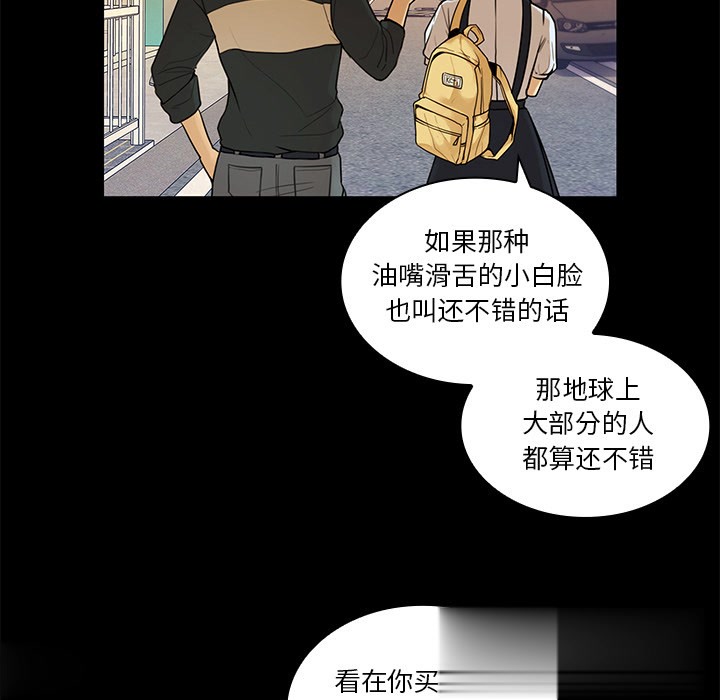 如果那种
油嘴滑舌的小白脸
也叫还不错的话
那地球上
大部分的人
都算还不错
看在你买